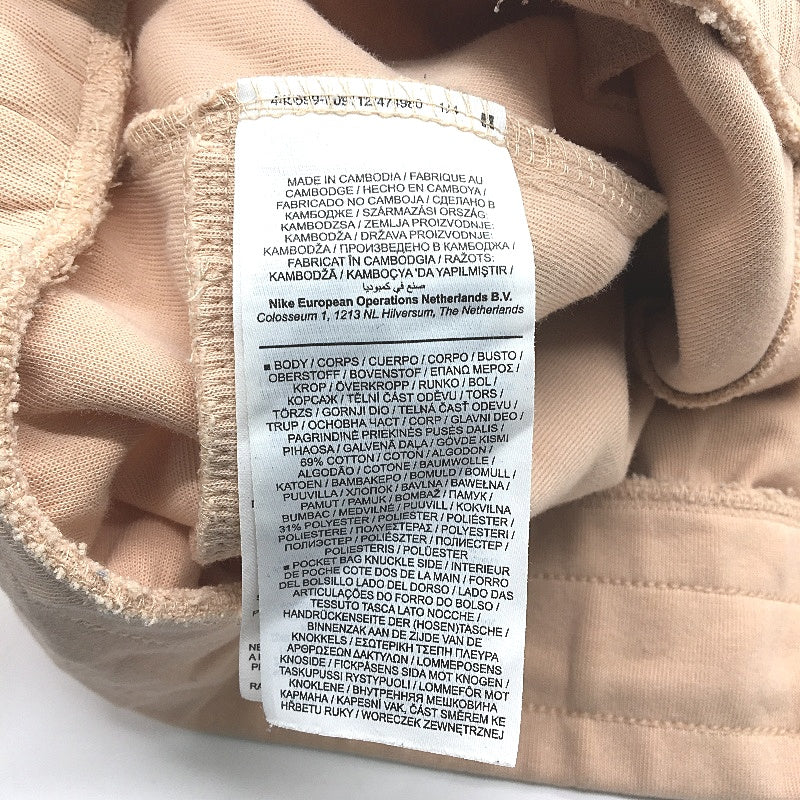 MADE IN CAMBODIA / FABRIQUE AU
CAMBODGE / HECHO EN CAMBOYA /
FABRICADO NO CAMBOJA / СДЕЛАНО В
КАМБОДЖЕ / SZÁRMAZÁSI ORSZÁG:
KAMBODZSA / ZEMLJA PROIZVODNJE:
KAMBODŽA / DRŽAVA PROIZVODNJE:
KAMBODŽA / ПРОИЗВЕДЕНО В КАМБОДЖА /
FABRICAT ÎN CAMBODGIA / RAŽOTS:
KAMBODŽĀ / KAMBOÇYA 'DA YAPILMIŞTIR /
صنع في كمبوديا
Nike European Operations Netherlands B.V.
Colosseum 1, 1213 NL Hilversum, The Netherlands
■ BODY / CORPS / CUERPO / CORPO / BUSTO /
OBERSTOFF / BOVENSTOF / ΕΠΑΝΩ ΜΕΡΟΣ /
KROP / ÖVERKROPP / RUNKO / BOL /
КОРСАЖ / TĚLNÍ ČÁST ODĚVU / TORS /
TÖRZS / GORNJI DIO / TELNÁ ČASŤ ODEVU /
TRUP / ОСНОВНА ЧАСТ / CORP / GLAVNI DEO /
PAGRINDINĖ PRIEKINĖS PUSĖS DALIS /
PIHAOSA / GALVENĀ DAĻA / GÖVDE KISMI
69% COTTON / COTON / ALGODON /
ALGODÃO / COTONE / BAUMWOLLE /
KATOEN / ΒΑΜΒΑΚΕΡΟ / BOMULD / BOMULL /
PUUVILLA / ХЛОПОК / BAVLNA / BAWEŁNA /
PAMUT / PAMUK / BOMBAŽ / ПАМУК /
BUMBAC / MEDVILNĖ / PUUVILL / KOKVILNA
31% POLYESTER / POLIESTER / POLIÉSTER /
POLIESTERE / ΠΟΛΥΕΣΤΕΡΑΣ / POLYESTERI /
ПОЛИЭСТЕР / POLIÉSZTER / ПОЛИЕСТЕР /
POLIESTERIS / POLÜESTER
■ POCKET BAG KNUCKLE SIDE / INTERIEUR
DE POCHE COTE DOS DE LA MAIN / FORRO
DEL BOLSILLO LADO DEL DORSO / LADO DAS
ARTICULAÇÕES DO FORRO DO BOLSO /
TESSUTO TASCA LATO NOCCHE /
HANDRÜCKENSEITE DER (HOSEN)TASCHE /
BINNENZAK AAN DE ZIJDE VAN DE
KNOKKELS / ΕΣΩΤΕΡΙΚΗ ΤΣΕΠΗ ΠΛΕΥΡΑ
ΑΡΘΡΩΣΕΩΝ ΔΑΚΤΥΛΩΝ / LOMMEPOSENS
KNOSIDE / FICKPÅSENS SIDA MOT KNOGEN /
TASKUPUSSI RYSTYPUOLI / LOMMEFÔR MOT
KNOKLENE / ВНУТРЕННЯЯ МЕШКОВИНА
КАРМАНА / KAPESNÍ VAK, ČÁST SMĚREM KE
HŘBETU RUKY / WORECZEK ZEWNĘTRZNEJ